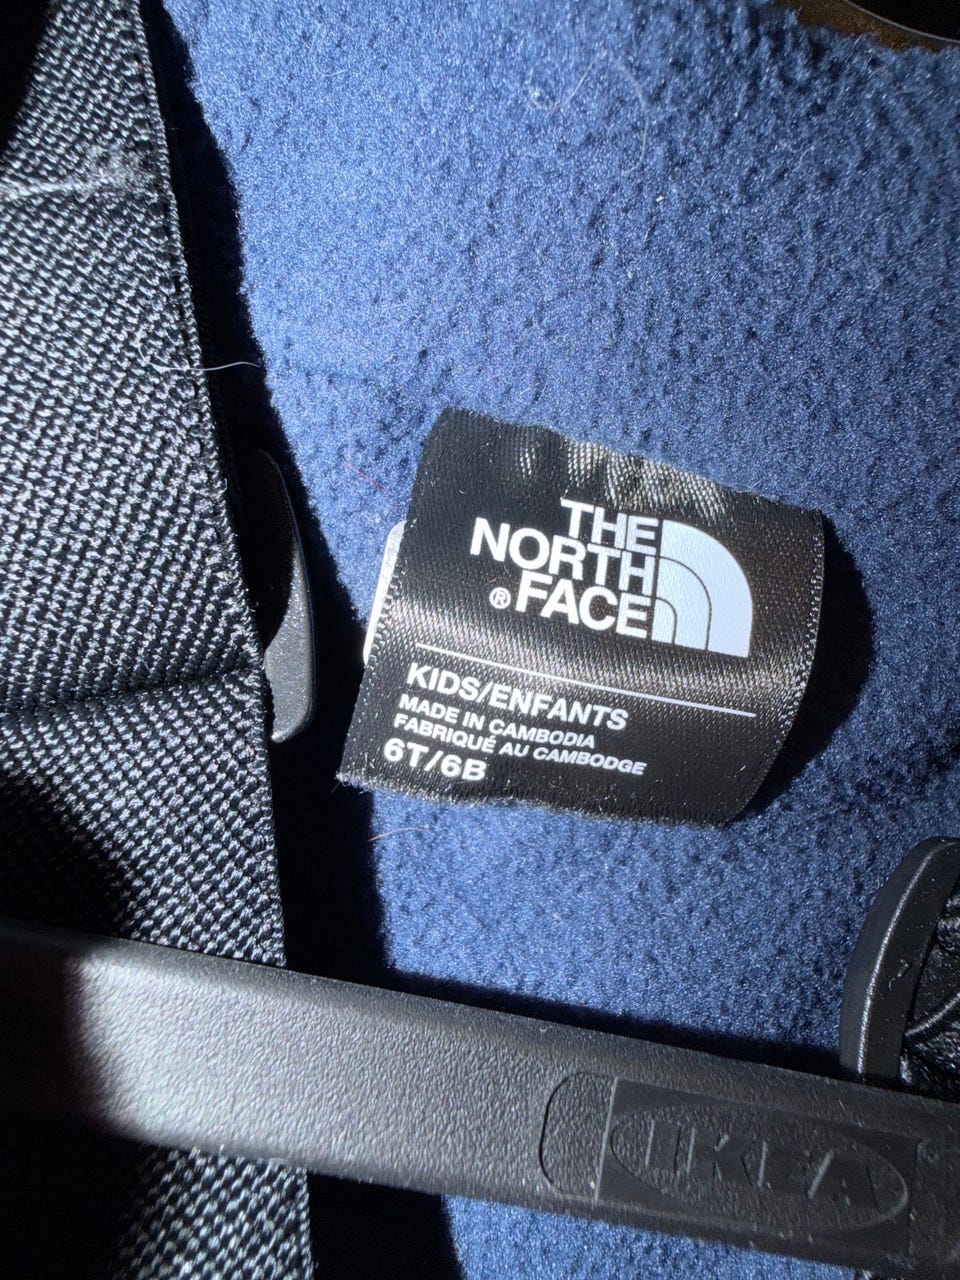 THE
NORTH
®FACE
KIDS/ENFANTS
MADE IN CAMBODIA
FABRIQUÉ AU CAMBODGE
6T/6B
IKEA